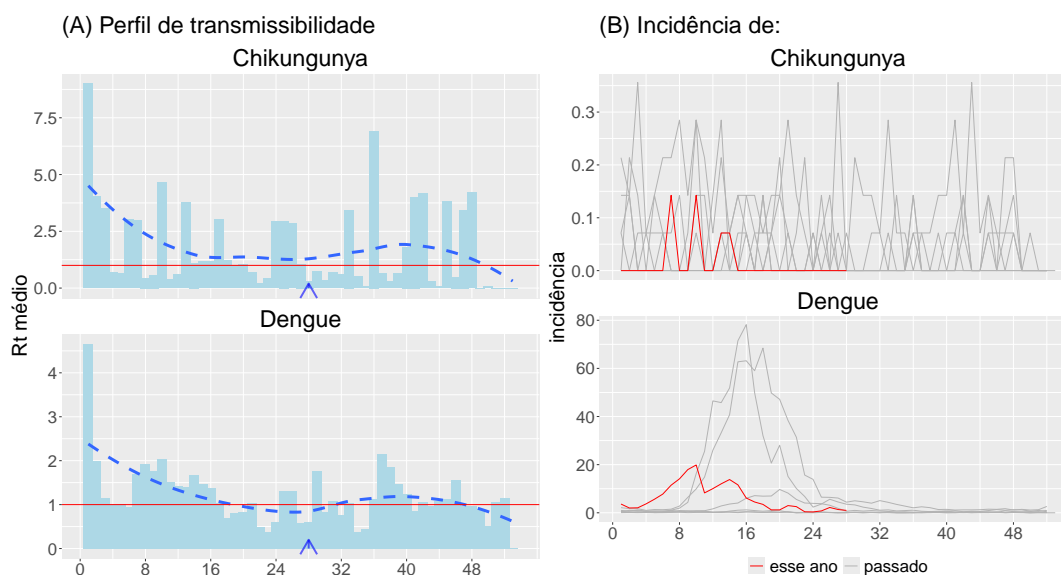 (A) Perfil de transmissibilidade
Chikungunya
7.5
5.0
2.5
0.0
Dengue
4
3
2
1
0
0 8 16 24 32 40 48
Rt médio
(B) Incidência de:
Chikungunya
0.3
0.2
0.1
0.0
Dengue
80
60
40
20
0
0 8 16 24 32 40 48
incidência
esse ano passado